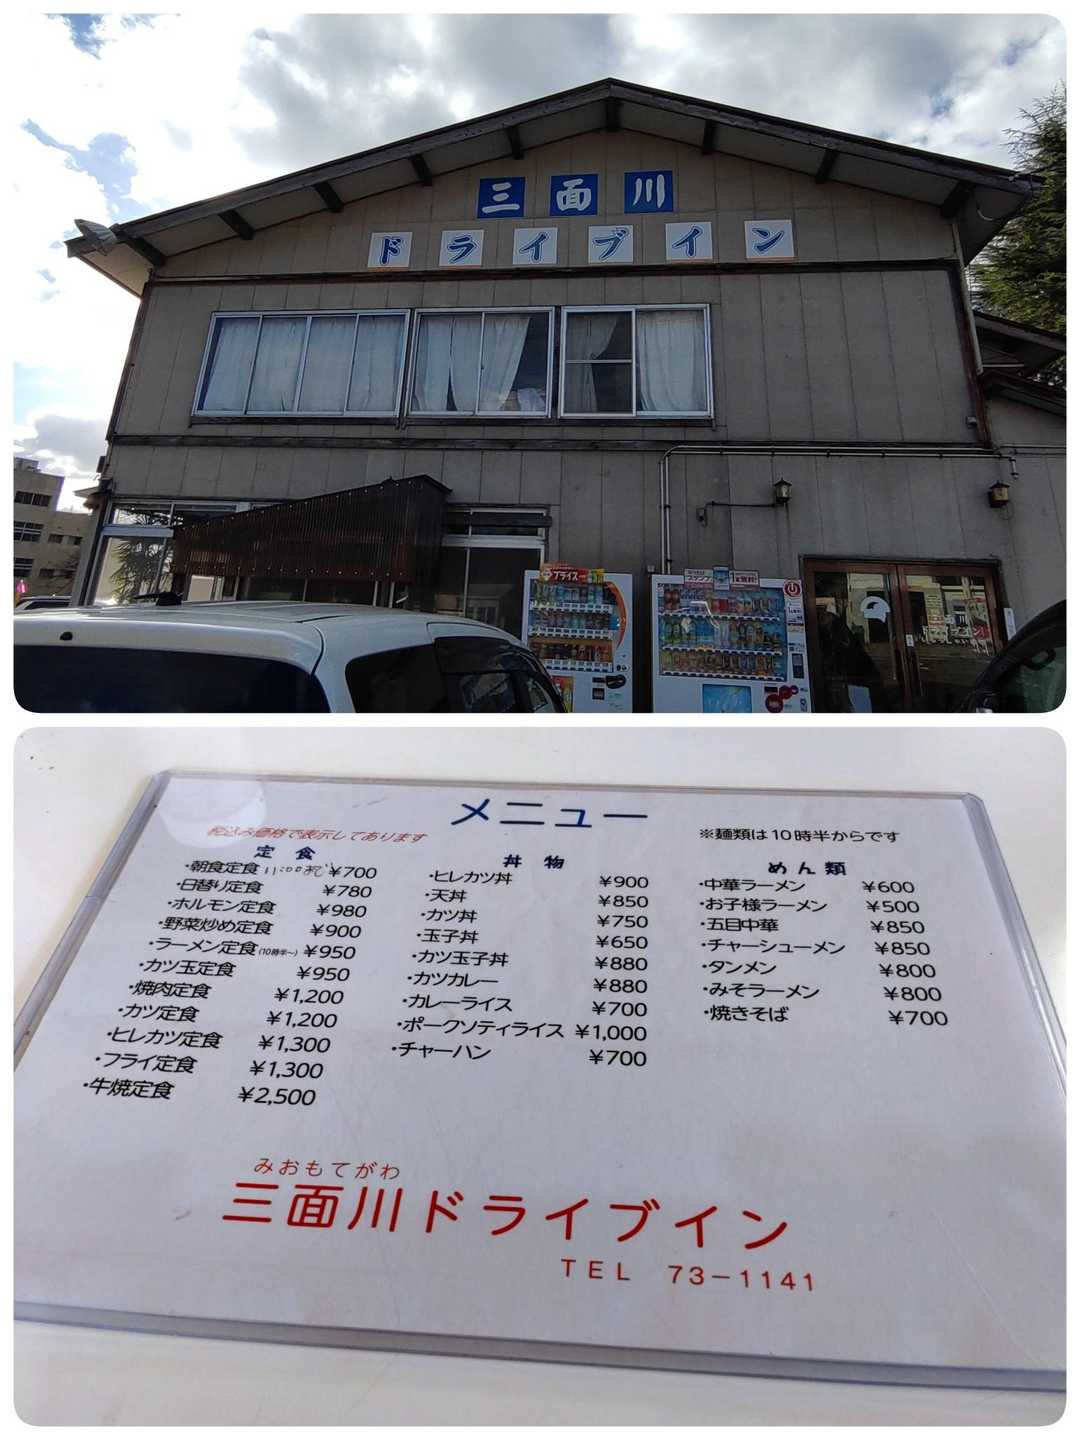 三面川
ドライブイン
メニュー
税込み価格で表示してあります
※麺類は10時半からです
定食
・朝食定食 11:00まで ¥700
・日替り定食 ¥780
・ホルモン定食 ¥980
・野菜炒め定食 ¥900
・ラーメン定食(10時半〜) ¥950
・カツ玉定食 ¥950
・焼肉定食 ¥1,200
・カツ定食 ¥1,200
・ヒレカツ定食 ¥1,300
・フライ定食 ¥1,300
・牛焼定食 ¥2,500
丼物
・ヒレカツ丼 ¥900
・天丼 ¥850
・カツ丼 ¥750
・玉子丼 ¥650
・カツ玉子丼 ¥880
・カツカレー ¥880
・カレーライス ¥700
・ポークソティライス ¥1,000
・チャーハン ¥700
めん類
・中華ラーメン ¥600
・お子様ラーメン ¥500
・五目中華 ¥850
・チャーシューメン ¥850
・タンメン ¥800
・みそラーメン ¥800
・焼きそば ¥700
みおもてがわ
三面川ドライブイン
TEL 73-1141